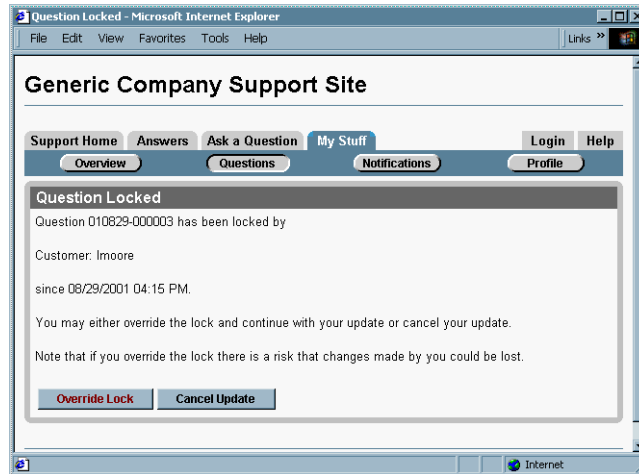 Question Locked - Microsoft Internet Explorer
File Edit View Favorites Tools Help Links »
Generic Company Support Site
Support Home Answers Ask a Question My Stuff Login Help
Overview Questions Notifications Profile
Question Locked
Question 010829-000003 has been locked by
Customer: lmoore
since 08/29/2001 04:15 PM.
You may either override the lock and continue with your update or cancel your update.
Note that if you override the lock there is a risk that changes made by you could be lost.
Override Lock Cancel Update
Internet